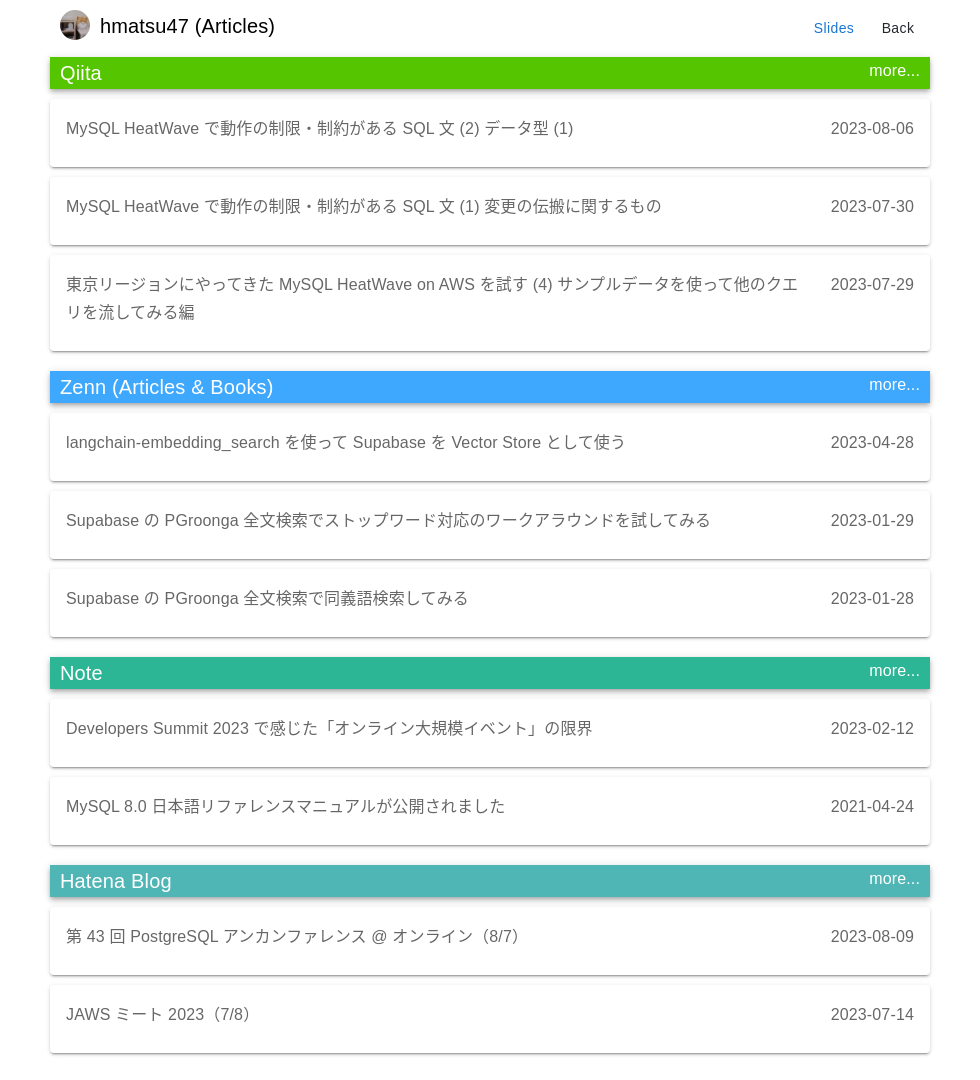 hmatsu47 (Articles)
Slides
Back
Qiita
more...
MySQL HeatWave で動作の制限・制約がある SQL 文 (2) データ型 (1)
2023-08-06
MySQL HeatWave で動作の制限・制約がある SQL 文 (1) 変更の伝搬に関するもの
2023-07-30
東京リージョンにやってきた MySQL HeatWave on AWS を試す (4) サンプルデータを使って他のクエ
2023-07-29
リを流してみる編
Zenn (Articles & Books)
more...
langchain-embedding_search を使って Supabase を Vector Store として使う
2023-04-28
Supabase の PGroonga 全文検索でストップワード対応のワークアラウンドを試してみる
2023-01-29
Supabase の PGroonga 全文検索で同義語検索してみる
2023-01-28
Note
more...
Developers Summit 2023 で感じた「オンライン大規模イベント」の限界
2023-02-12
MySQL 8.0 日本語リファレンスマニュアルが公開されました
2021-04-24
Hatena Blog
more...
第 43 回 PostgreSQL アンカンファレンス @ オンライン（8/7）
2023-08-09
JAWS ミート 2023（7/8）
2023-07-14